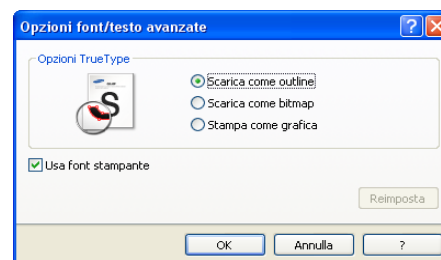 Opzioni font/testo avanzate
?
Opzioni TrueType
S
Scarica come outline
Scarica come bitmap
Stampa come grafica
Usa font stampante
Reimposta
OK Annulla ?